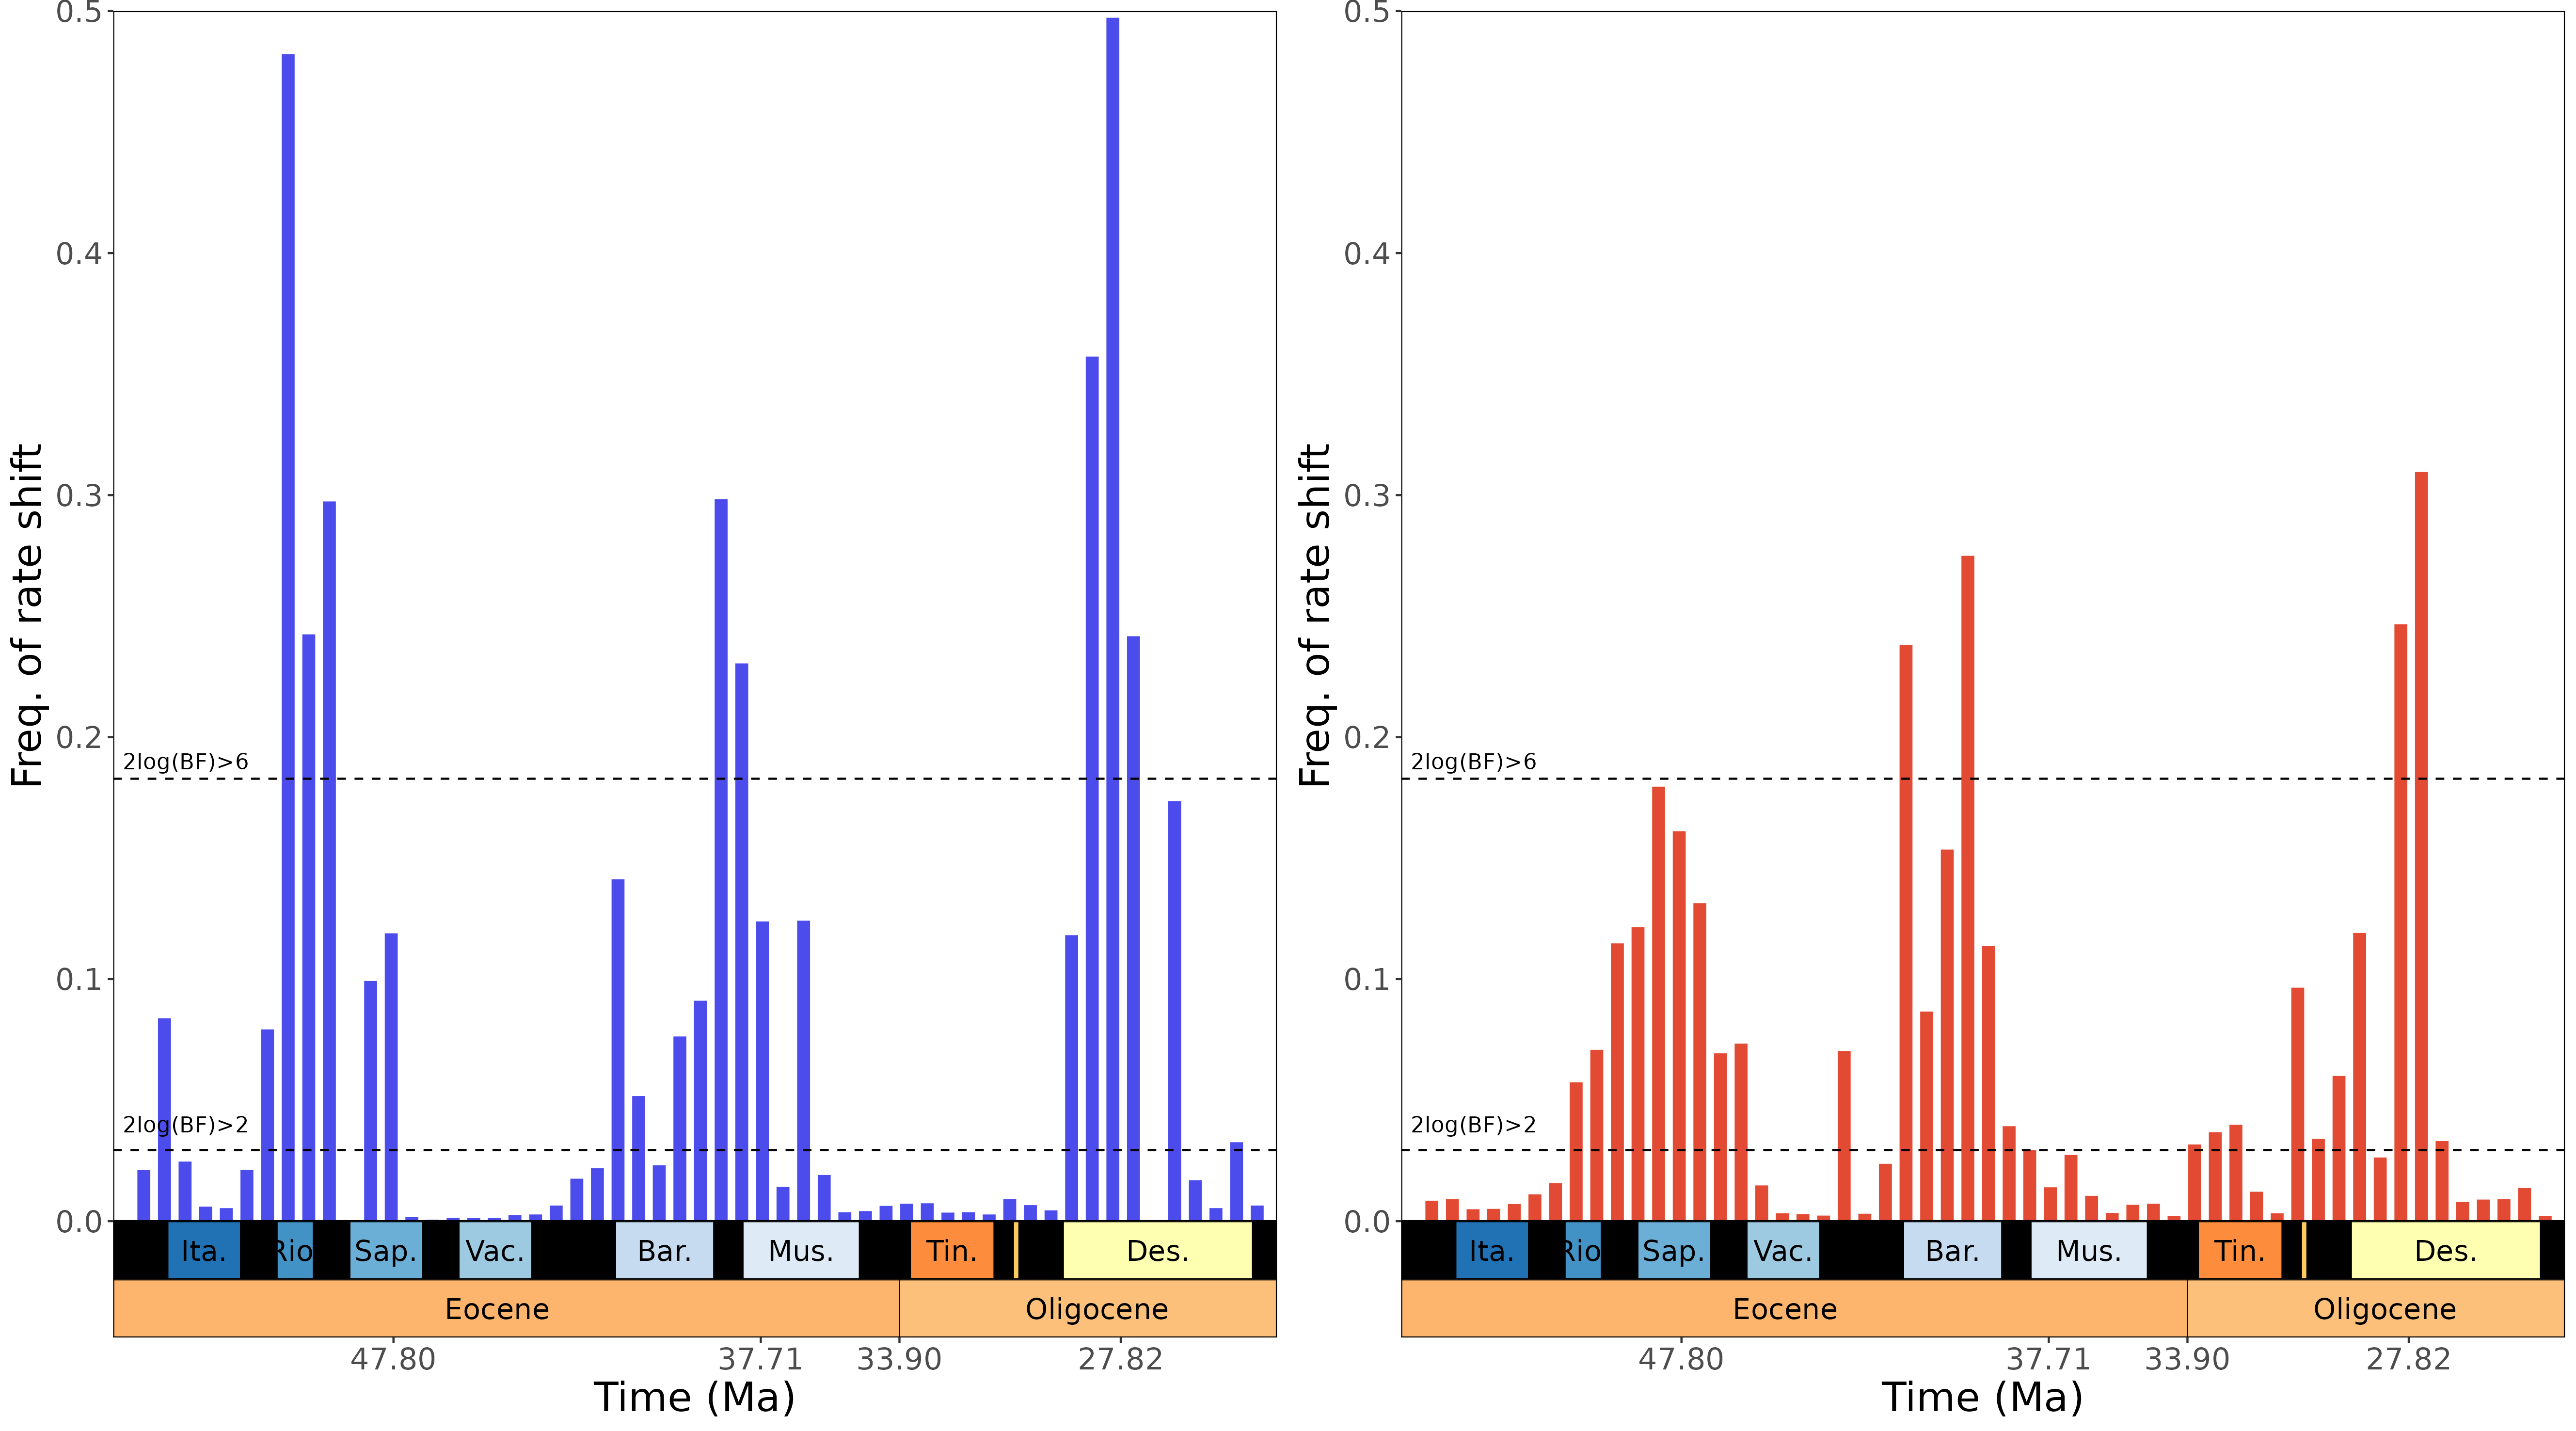 Freq. of rate shift
0.5
0.4
0.3
0.2
0.1
0.0
2log(BF)>6
2log(BF)>2
Ita. Rio Sap. Vac. Bar. Mus. Tin. Des.
Eocene Oligocene
47.80 37.71 33.90 27.82
Time (Ma)
Freq. of rate shift
0.5
0.4
0.3
0.2
0.1
0.0
2log(BF)>6
2log(BF)>2
Ita. Rio Sap. Vac. Bar. Mus. Tin. Des.
Eocene Oligocene
47.80 37.71 33.90 27.82
Time (Ma)